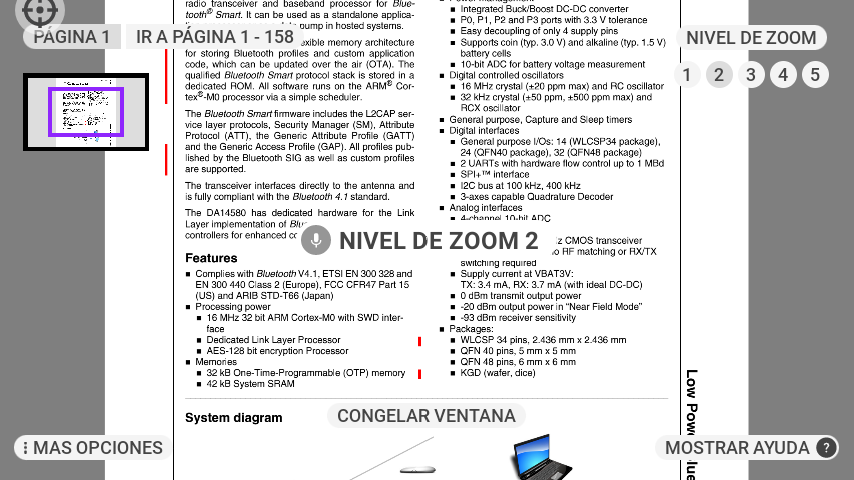 radio transceiver and baseband processor for Blue-
tooth® Smart. It can be used as a standalone applica-
pump in hosted systems.
PÁGINA 1
IR A PÁGINA 1 - 158
exible memory architecture
for storing Bluetooth profiles and custom application
code, which can be updated over the air (OTA). The
qualified Bluetooth Smart protocol stack is stored in a
dedicated ROM. All software runs on the ARM® Cor-
tex®-M0 processor via a simple scheduler.
The Bluetooth Smart firmware includes the L2CAP ser-
vice layer protocols, Security Manager (SM), Attribute
Protocol (ATT), the Generic Attribute Profile (GATT)
and the Generic Access Profile (GAP). All profiles pub-
lished by the Bluetooth SIG as well as custom profiles
are supported.
The transceiver interfaces directly to the antenna and
is fully compliant with the Bluetooth 4.1 standard.
The DA14580 has dedicated hardware for the Link
Layer implementation of Blu
controllers for enhanced co
Features
■ Complies with Bluetooth V4.1, ETSI EN 300 328 and
EN 300 440 Class 2 (Europe), FCC CFR47 Part 15
(US) and ARIB STD-T66 (Japan)
■ Processing power
■ 16 MHz 32 bit ARM Cortex-M0 with SWD inter-
face
■ Dedicated Link Layer Processor
■ AES-128 bit encryption Processor
■ Memories
■ 32 kB One-Time-Programmable (OTP) memory
■ 42 kB System SRAM
■ Integrated Buck/Boost DC-DC converter
■ P0, P1, P2 and P3 ports with 3.3 V tolerance
■ Easy decoupling of only 4 supply pins
■ Supports coin (typ. 3.0 V) and alkaline (typ. 1.5 V)
battery cells
■ 10-bit ADC for battery voltage measurement
■ Digital controlled oscillators
■ 16 MHz crystal (±20 ppm max) and RC oscillator
■ 32 kHz crystal (±50 ppm, ±500 ppm max) and
RCX oscillator
■ General purpose, Capture and Sleep timers
■ Digital interfaces
■ General purpose I/Os: 14 (WLCSP34 package),
24 (QFN40 package), 32 (QFN48 package)
■ 2 UARTs with hardware flow control up to 1 MBd
■ SPI+™ interface
■ I2C bus at 100 kHz, 400 kHz
■ 3-axes capable Quadrature Decoder
■ Analog interfaces
■ 4-channel 10-bit ADC
z CMOS transceiver
o RF matching or RX/TX
switching required
■ Supply current at VBAT3V:
TX: 3.4 mA, RX: 3.7 mA (with ideal DC-DC)
■ 0 dBm transmit output power
■ -20 dBm output power in “Near Field Mode”
■ -93 dBm receiver sensitivity
■ Packages:
■ WLCSP 34 pins, 2.436 mm x 2.436 mm
■ QFN 40 pins, 5 mm x 5 mm
■ QFN 48 pins, 6 mm x 6 mm
■ KGD (wafer, dice)
NIVEL DE ZOOM 2
NIVEL DE ZOOM
1 2 3 4 5
System diagram
CONGELAR VENTANA
MAS OPCIONES
MOSTRAR AYUDA ?
Low Pow